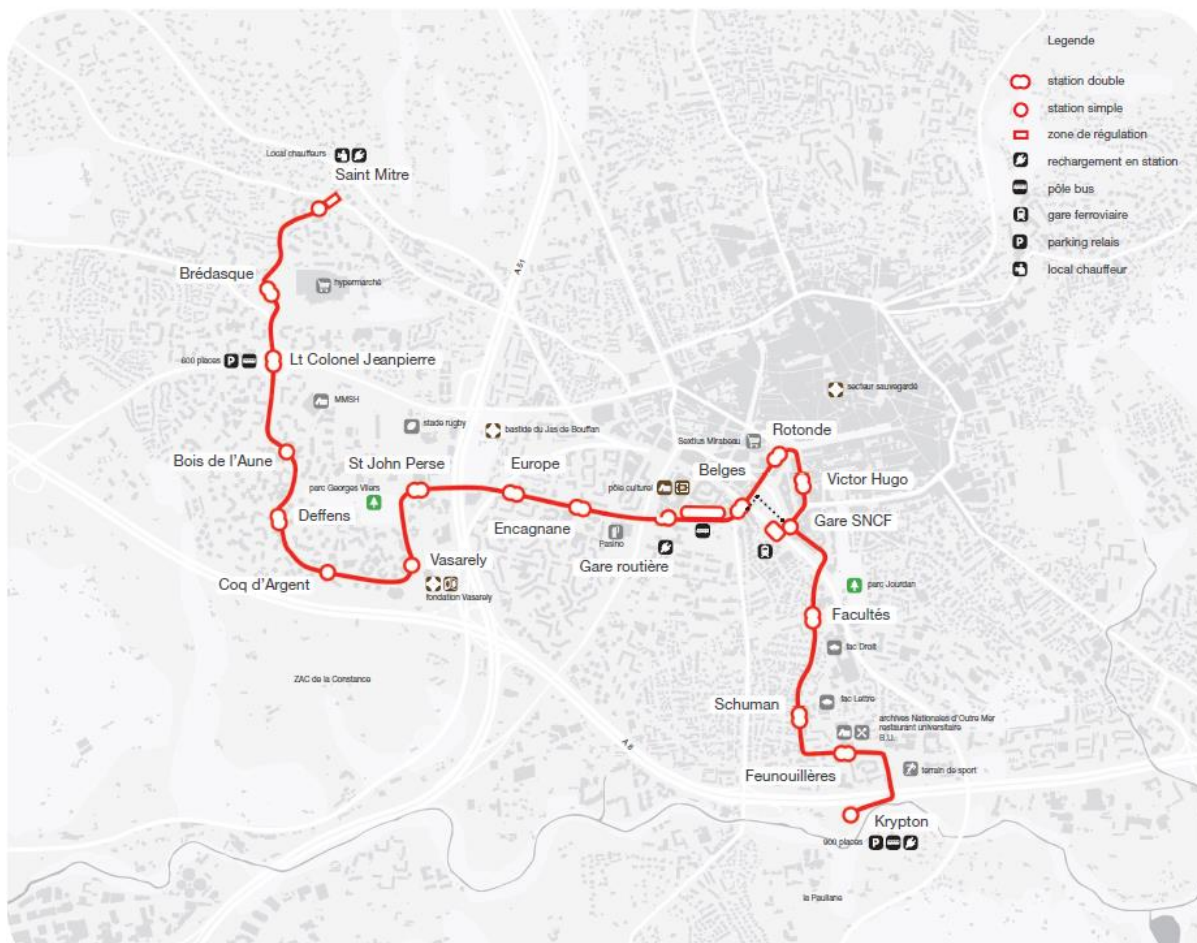 Legende
station double
station simple
zone de régulation
rechargement en station
pôle bus
gare ferroviaire
parking relais
local chauffeur
Local chauffeurs
Saint Mitre
A 51
Brédasque
hypermarché
600 places
Lt Colonel Jeanpierre
MMSH
secteur sauvegardé
stade rugby
bastide du Jas de Bouffan
Sextius Mirabeau
Rotonde
Bois de l'Aune
St John Perse
Europe
Belges
Victor Hugo
parc Georges Vilers
pôle culturel
Deffens
Encagnane
Gare SNCF
Pasino
Gare routière
Vasarely
Coq d'Argent
fondation Vasarely
parc Jourdan
Facultés
fac Droit
ZAC de la Constance
Schuman
fac Lettre
archives Nationales d'Outre Mer
restaurant universitaire
B.U.
A 8
Feunouillères
terrain de sport
Krypton
900 places
la Pauliane